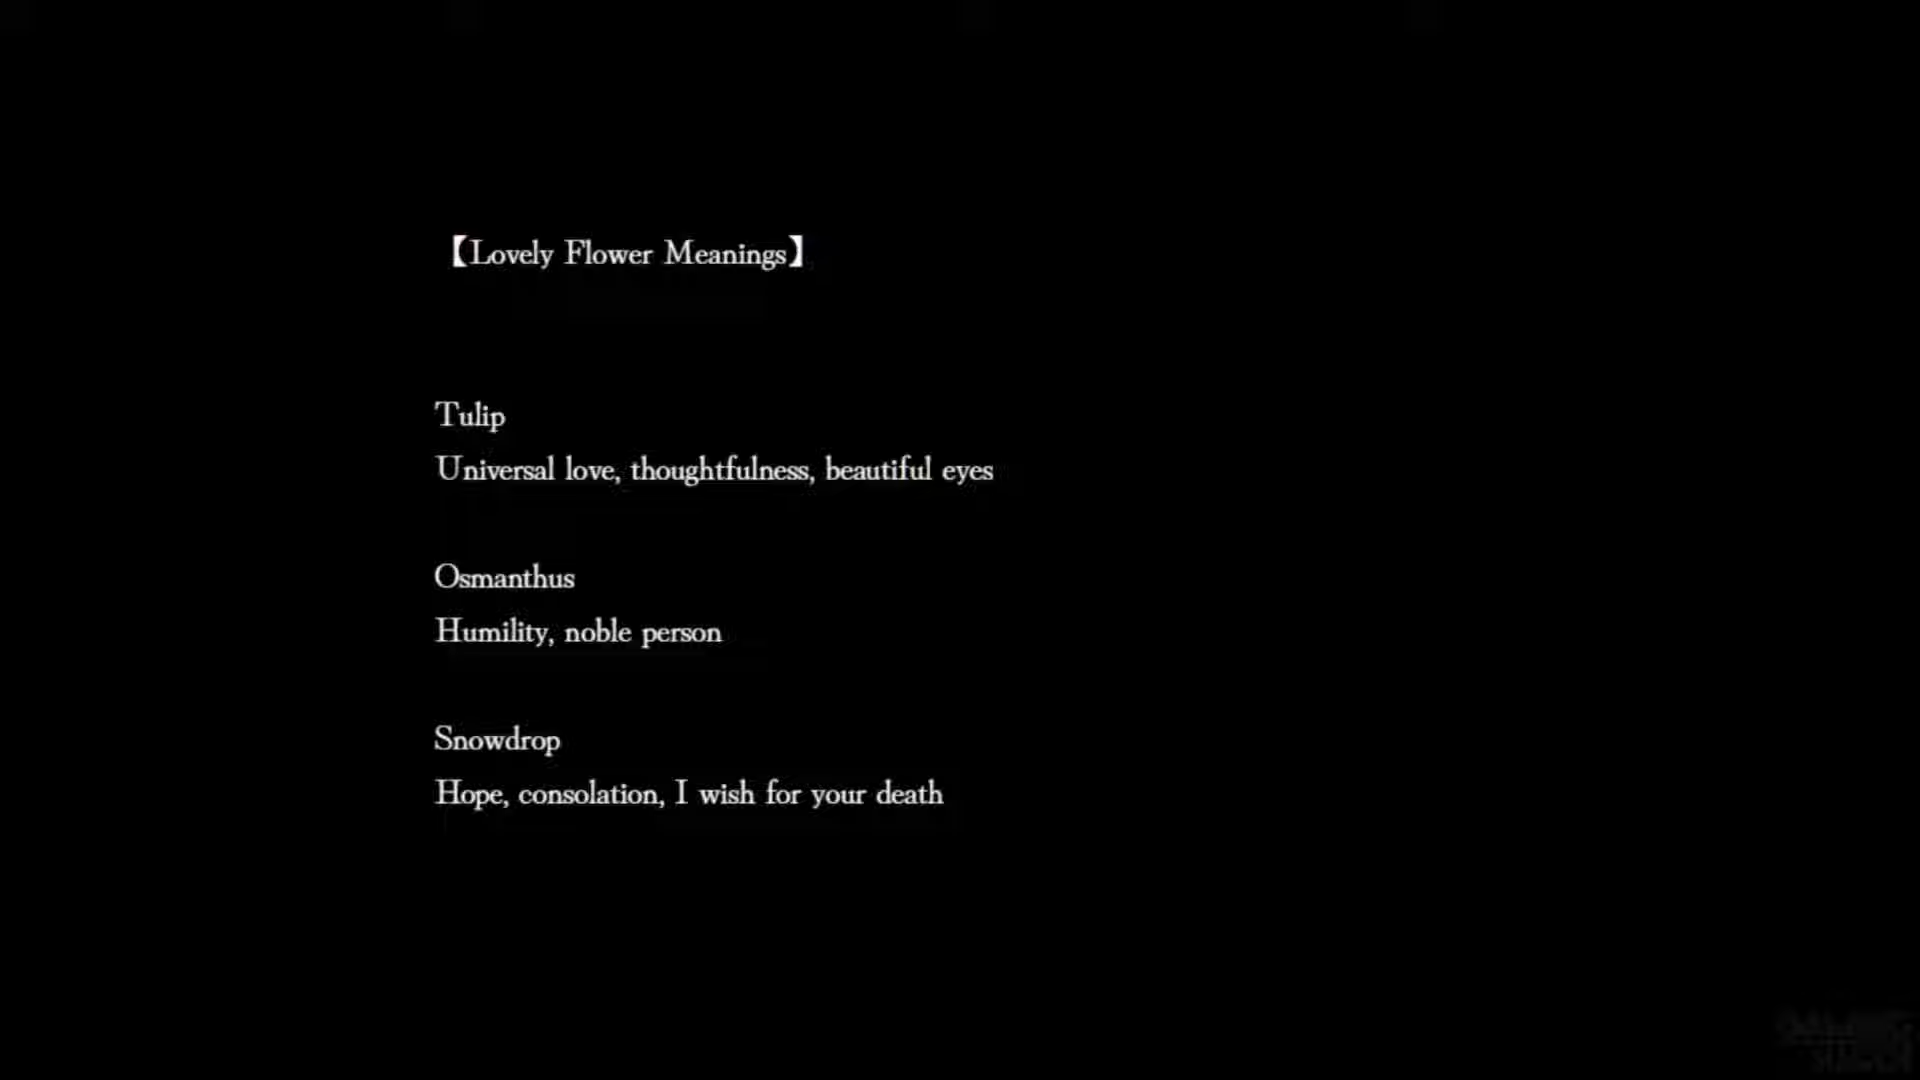 【Lovely Flower Meanings】
Tulip
Universal love, thoughtfulness, beautiful eyes
Osmanthus
Humility, noble person
Snowdrop
Hope, consolation, I wish for your death